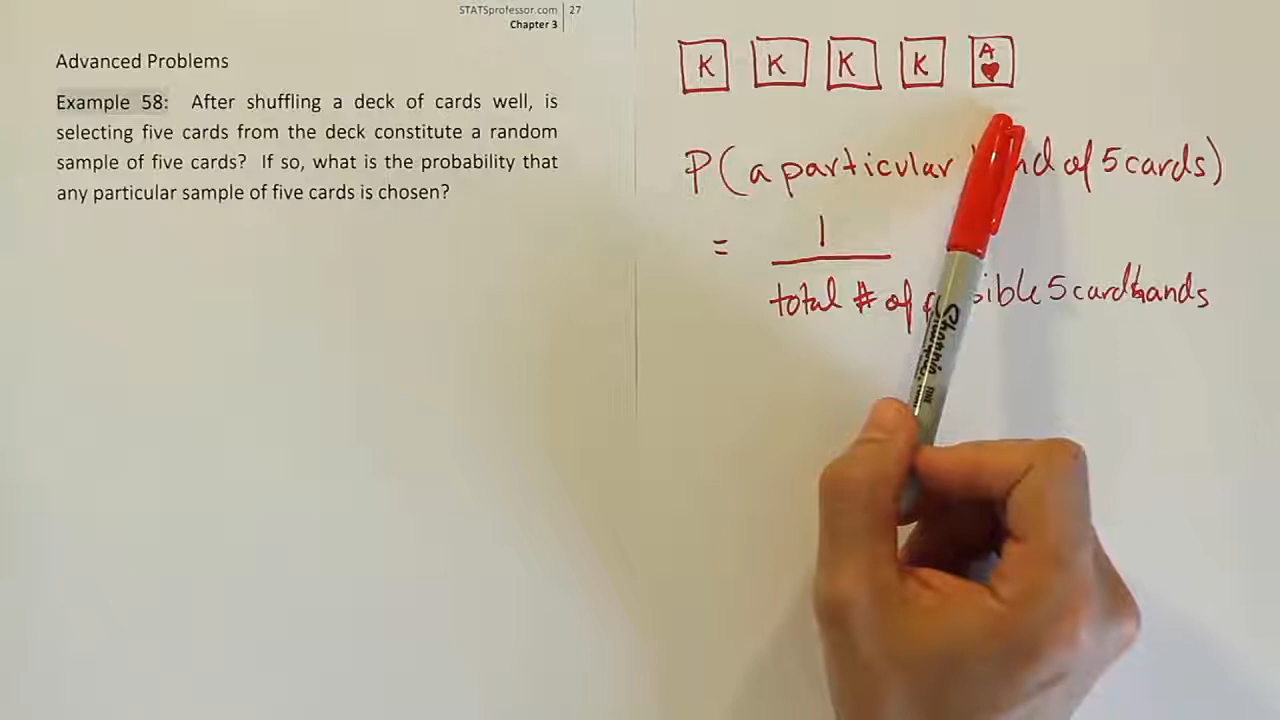 STATSprofessor.com | 27
Chapter 3
Advanced Problems
Example 58: After shuffling a deck of cards well, is
selecting five cards from the deck constitute a random
sample of five cards? If so, what is the probability that
any particular sample of five cards is chosen?
K K K K A
P(a particular of 5 cards)
= 1
total # of 5 card hands
Sharpie